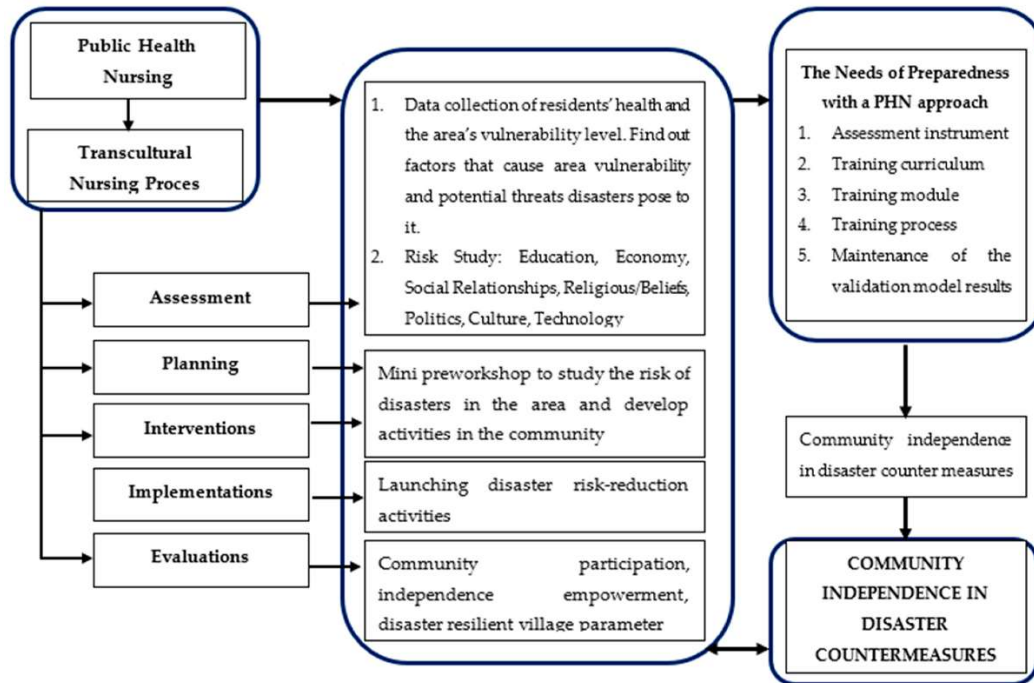 Public Health
Nursing
Transcultural
Nursing Proces
Assessment
Planning
Interventions
Implementations
Evaluations
1. Data collection of residents' health and
the area's vulnerability level. Find out
factors that cause area vulnerability
and potential threats disasters pose to
it.
2. Risk Study: Education, Economy,
Social Relationships, Religious/Beliefs,
Politics, Culture, Technology
Mini preworkshop to study the risk of
disasters in the area and develop
activities in the community
Launching disaster risk-reduction
activities
Community participation,
independence empowerment,
disaster resilient village parameter
The Needs of Preparedness
with a PHN approach
1. Assessment instrument
2. Training curriculum
3. Training module
4. Training process
5. Maintenance of the
validation model results
Community independence
in disaster counter measures
COMMUNITY
INDEPENDENCE IN
DISASTER
COUNTERMEASURES